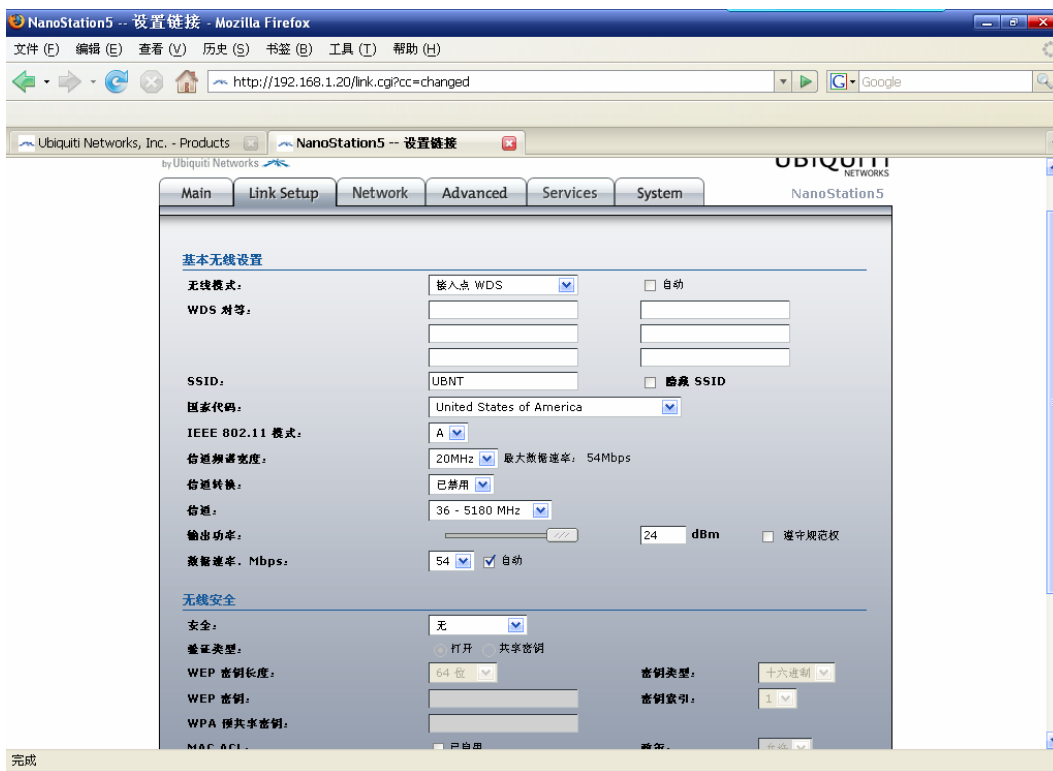 NanoStation5 -- 设置链接 - Mozilla Firefox
文件 (F) 编辑 (E) 查看 (V) 历史 (S) 书签 (B) 工具 (T) 帮助 (H)
http://192.168.1.20/link.cgi?cc=changed G Google
Ubiquiti Networks, Inc. - Products NanoStation5 -- 设置链接
by Ubiquiti Networks UBIQUITI
NETWORKS
Main Link Setup Network Advanced Services System NanoStation5
基本无线设置
无线模式: 接入点 WDS 自动
WDS 对等:
SSID: UBNT 隐藏 SSID
国家代码: United States of America
IEEE 802.11 模式: A
信道频谱宽度: 20MHz 最大数据速率: 54Mbps
信道转换: 已禁用
信道: 36 - 5180 MHz
输出功率: 24 dBm 遵守规范权
数据速率. Mbps: 54 自动
无线安全
安全: 无
验证类型: 打开 共享密钥
WEP 密钥长度: 64 位 密钥类型: 十六进制
WEP 密钥: 密钥索引: 1
WPA 预共享密钥:
MAC ACL: 已启用 政策: 允许
完成